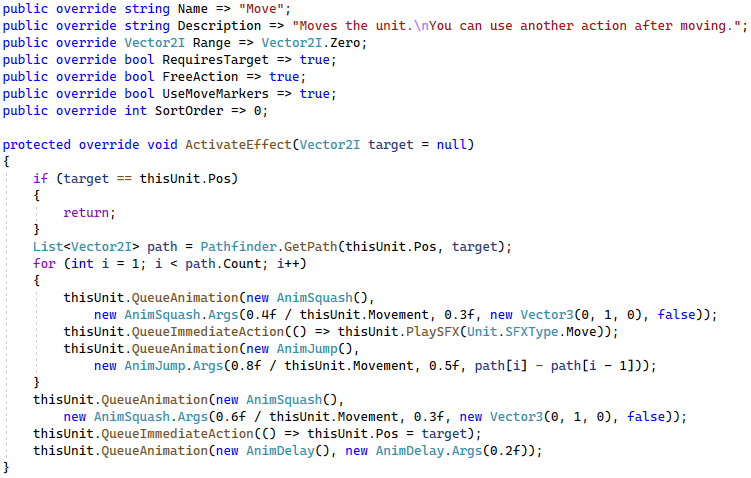 public override string Name => "Move";
public override string Description => "Moves the unit.\nYou can use another action after moving.";
public override Vector2I Range => Vector2I.Zero;
public override bool RequiresTarget => true;
public override bool FreeAction => true;
public override bool UseMoveMarkers => true;
public override int SortOrder => 0;

protected override void ActivateEffect(Vector2I target = null)
{
    if (target == thisUnit.Pos)
    {
        return;
    }
    List<Vector2I> path = Pathfinder.GetPath(thisUnit.Pos, target);
    for (int i = 1; i < path.Count; i++)
    {
        thisUnit.QueueAnimation(new AnimSquash(),
            new AnimSquash.Args(0.4f / thisUnit.Movement, 0.3f, new Vector3(0, 1, 0), false));
        thisUnit.QueueImmediateAction(() => thisUnit.PlaySFX(Unit.SFXType.Move));
        thisUnit.QueueAnimation(new AnimJump(),
            new AnimJump.Args(0.8f / thisUnit.Movement, 0.5f, path[i] - path[i - 1]));
    }
    thisUnit.QueueAnimation(new AnimSquash(),
        new AnimSquash.Args(0.6f / thisUnit.Movement, 0.3f, new Vector3(0, 1, 0), false));
    thisUnit.QueueImmediateAction(() => thisUnit.Pos = target);
    thisUnit.QueueAnimation(new AnimDelay(), new AnimDelay.Args(0.2f));
}